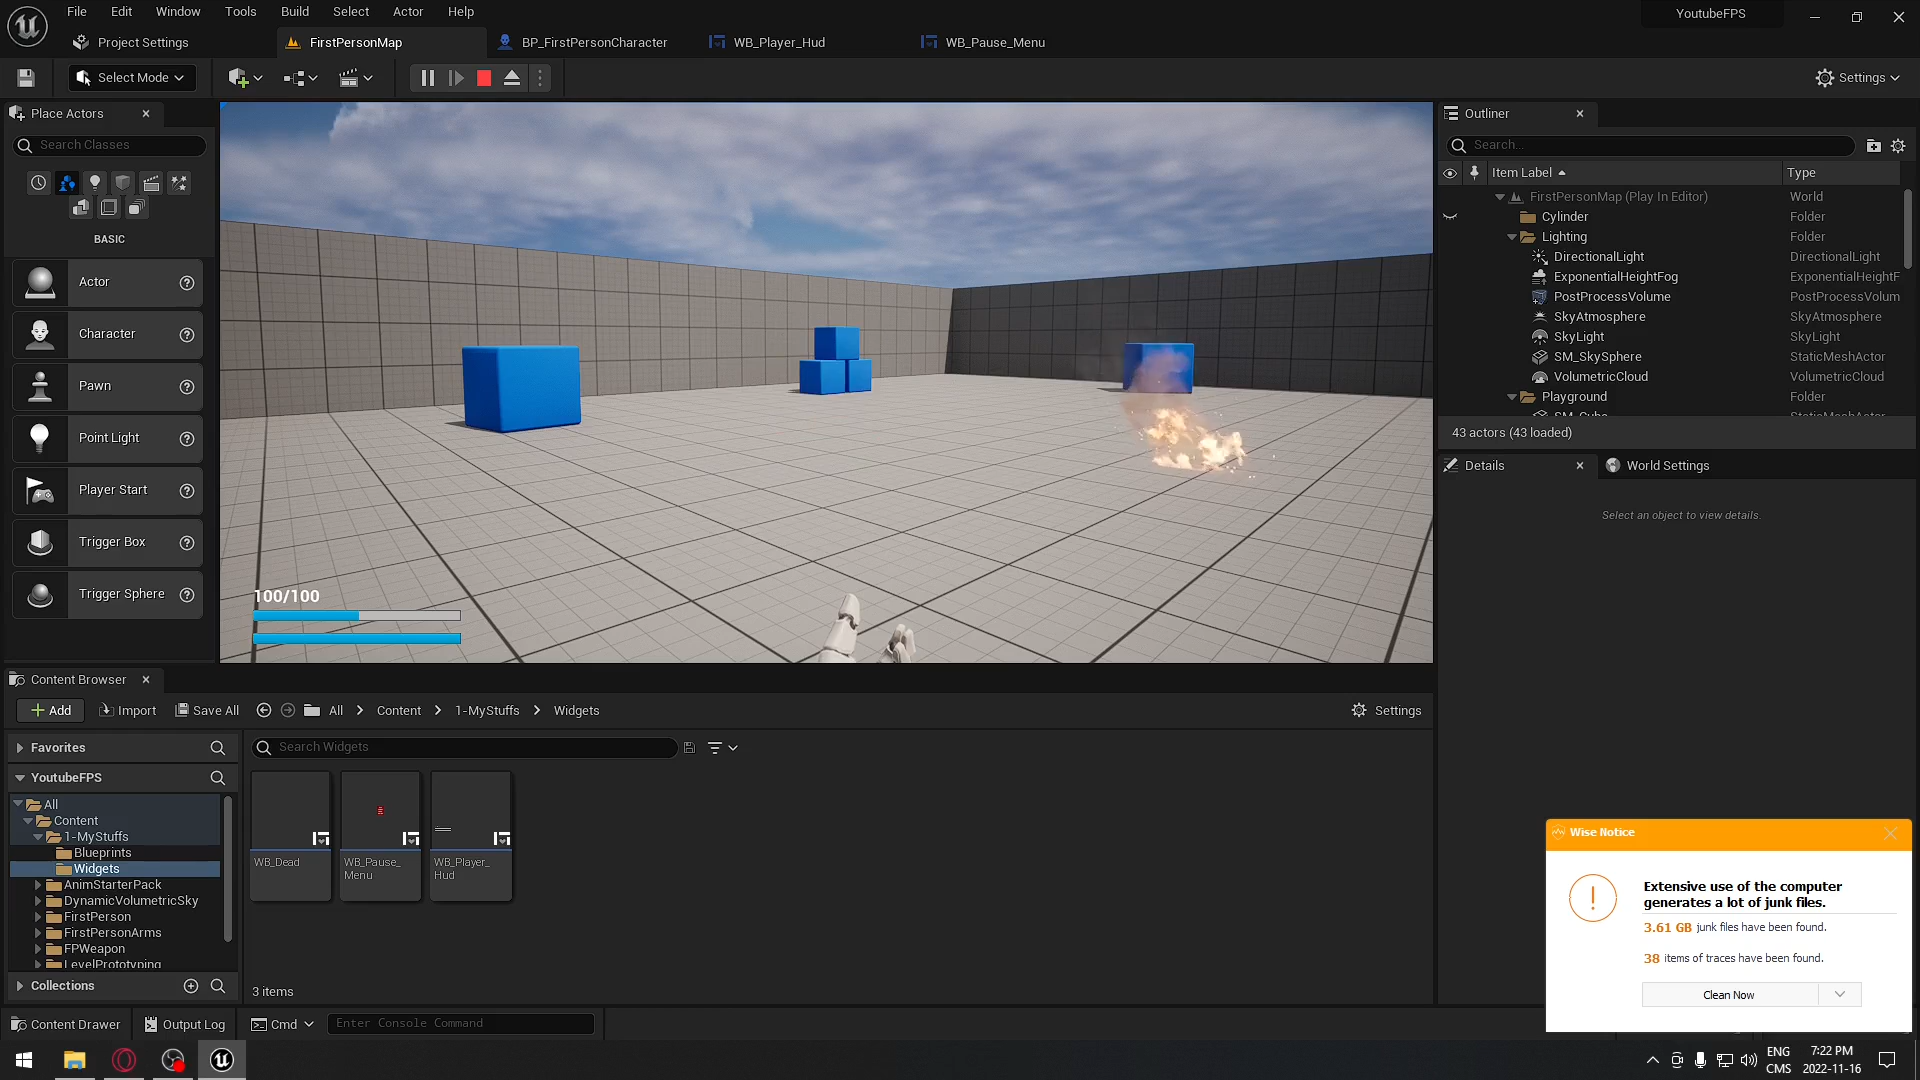 File Edit Window Tools Build Select Actor Help
YoutubeFPS
Project Settings
FirstPersonMap
BP_FirstPersonCharacter
WB_Player_Hud
WB_Pause_Menu
Select Mode
Settings
Place Actors
Search Classes
BASIC
Actor
Character
Pawn
Point Light
Player Start
Trigger Box
Trigger Sphere
100/100
Outliner
Search...
Item Label Type
FirstPersonMap (Play In Editor) World
Cylinder Folder
Lighting Folder
DirectionalLight DirectionalLight
ExponentialHeightFog ExponentialHeightF
PostProcessVolume PostProcessVolum
SkyAtmosphere SkyAtmosphere
SkyLight SkyLight
SM_SkySphere StaticMeshActor
VolumetricCloud VolumetricCloud
Playground Folder
SM_Cube StaticMeshActor
43 actors (43 loaded)
Details
World Settings
Select an object to view details.
Content Browser
Add Import Save All All Content 1-MyStuffs Widgets Settings
Favorites
Search Widgets
YoutubeFPS
All
Content
1-MyStuffs
Blueprints
Widgets
AnimStarterPack
DynamicVolumetricSky
FirstPerson
FirstPersonArms
FPWeapon
LevelPrototyping
Collections
WB_Dead
WB_Pause_
Menu
WB_Player_
Hud
3 items
Content Drawer Output Log Cmd Enter Console Command
Wise Notice
Extensive use of the computer
generates a lot of junk files.
3.61 GB junk files have been found.
38 items of traces have been found.
Clean Now
ENG
CMS
7:22 PM
2022-11-16